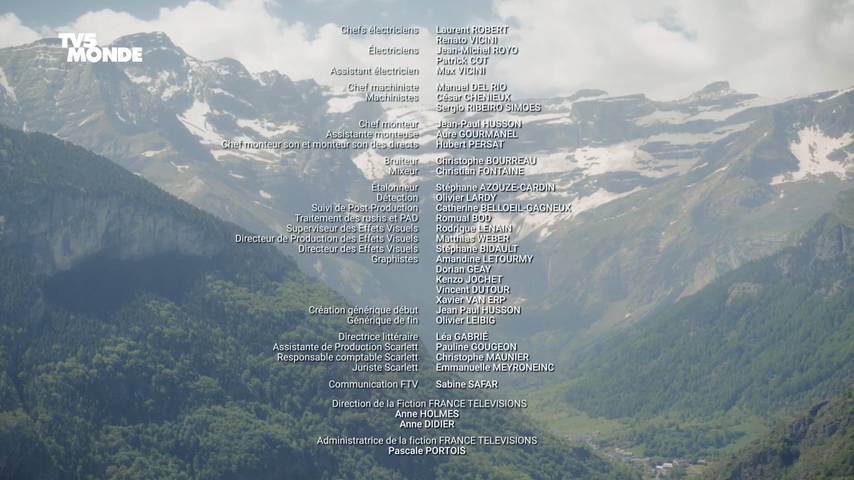 TV5
MONDE
Chefs électriciens Laurent ROBERT
Renato VICINI
Électriciens Jean-Michel ROYO
Patrick COT
Assistant électricien Max VICINI
Chef machiniste Manuel DEL RIO
Machinistes César GHENIEUX
Sergio RIBEIRO SIMOES
Chef monteur Jean-Paul HUSSON
Assistante monteuse Aure GOURMANEL
Chef monteur son et monteur son des directs Hubert PERSAT
Bruiteur Christophe BOURREAU
Mixeur Christian FONTAINE
Étalonneur Stéphane AZOUZE-CARDIN
Détection Olivier LARDY
Suivi de Post-Production Catherine BELLOEIL-GAGNEUX
Traitement des rushs et PAD Romual BOD
Superviseur des Effets Visuels Rodrigue LENAIN
Directeur de Production des Effets Visuels Matthias WEBER
Directeur des Effets Visuels Stéphane BIDAULT
Graphistes Amandine LETOURMY
Dorian GEAY
Kenzo JOCHET
Vincent DUTOUR
Xavier VAN ERP
Création générique début Jean Paul HUSSON
Générique de fin Olivier LEIBIG
Directrice littéraire Léa GABRIÉ
Assistante de Production Scarlett Pauline GOUGEON
Responsable comptable Scarlett Christophe MAUNIER
Juriste Scarlett Emmanuelle MEYRONEINC
Communication FTV Sabine SAFAR
Direction de la Fiction FRANCE TELEVISIONS
Anne HOLMES
Anne DIDIER
Administratrice de la fiction FRANCE TELEVISIONS
Pascale PORTOIS